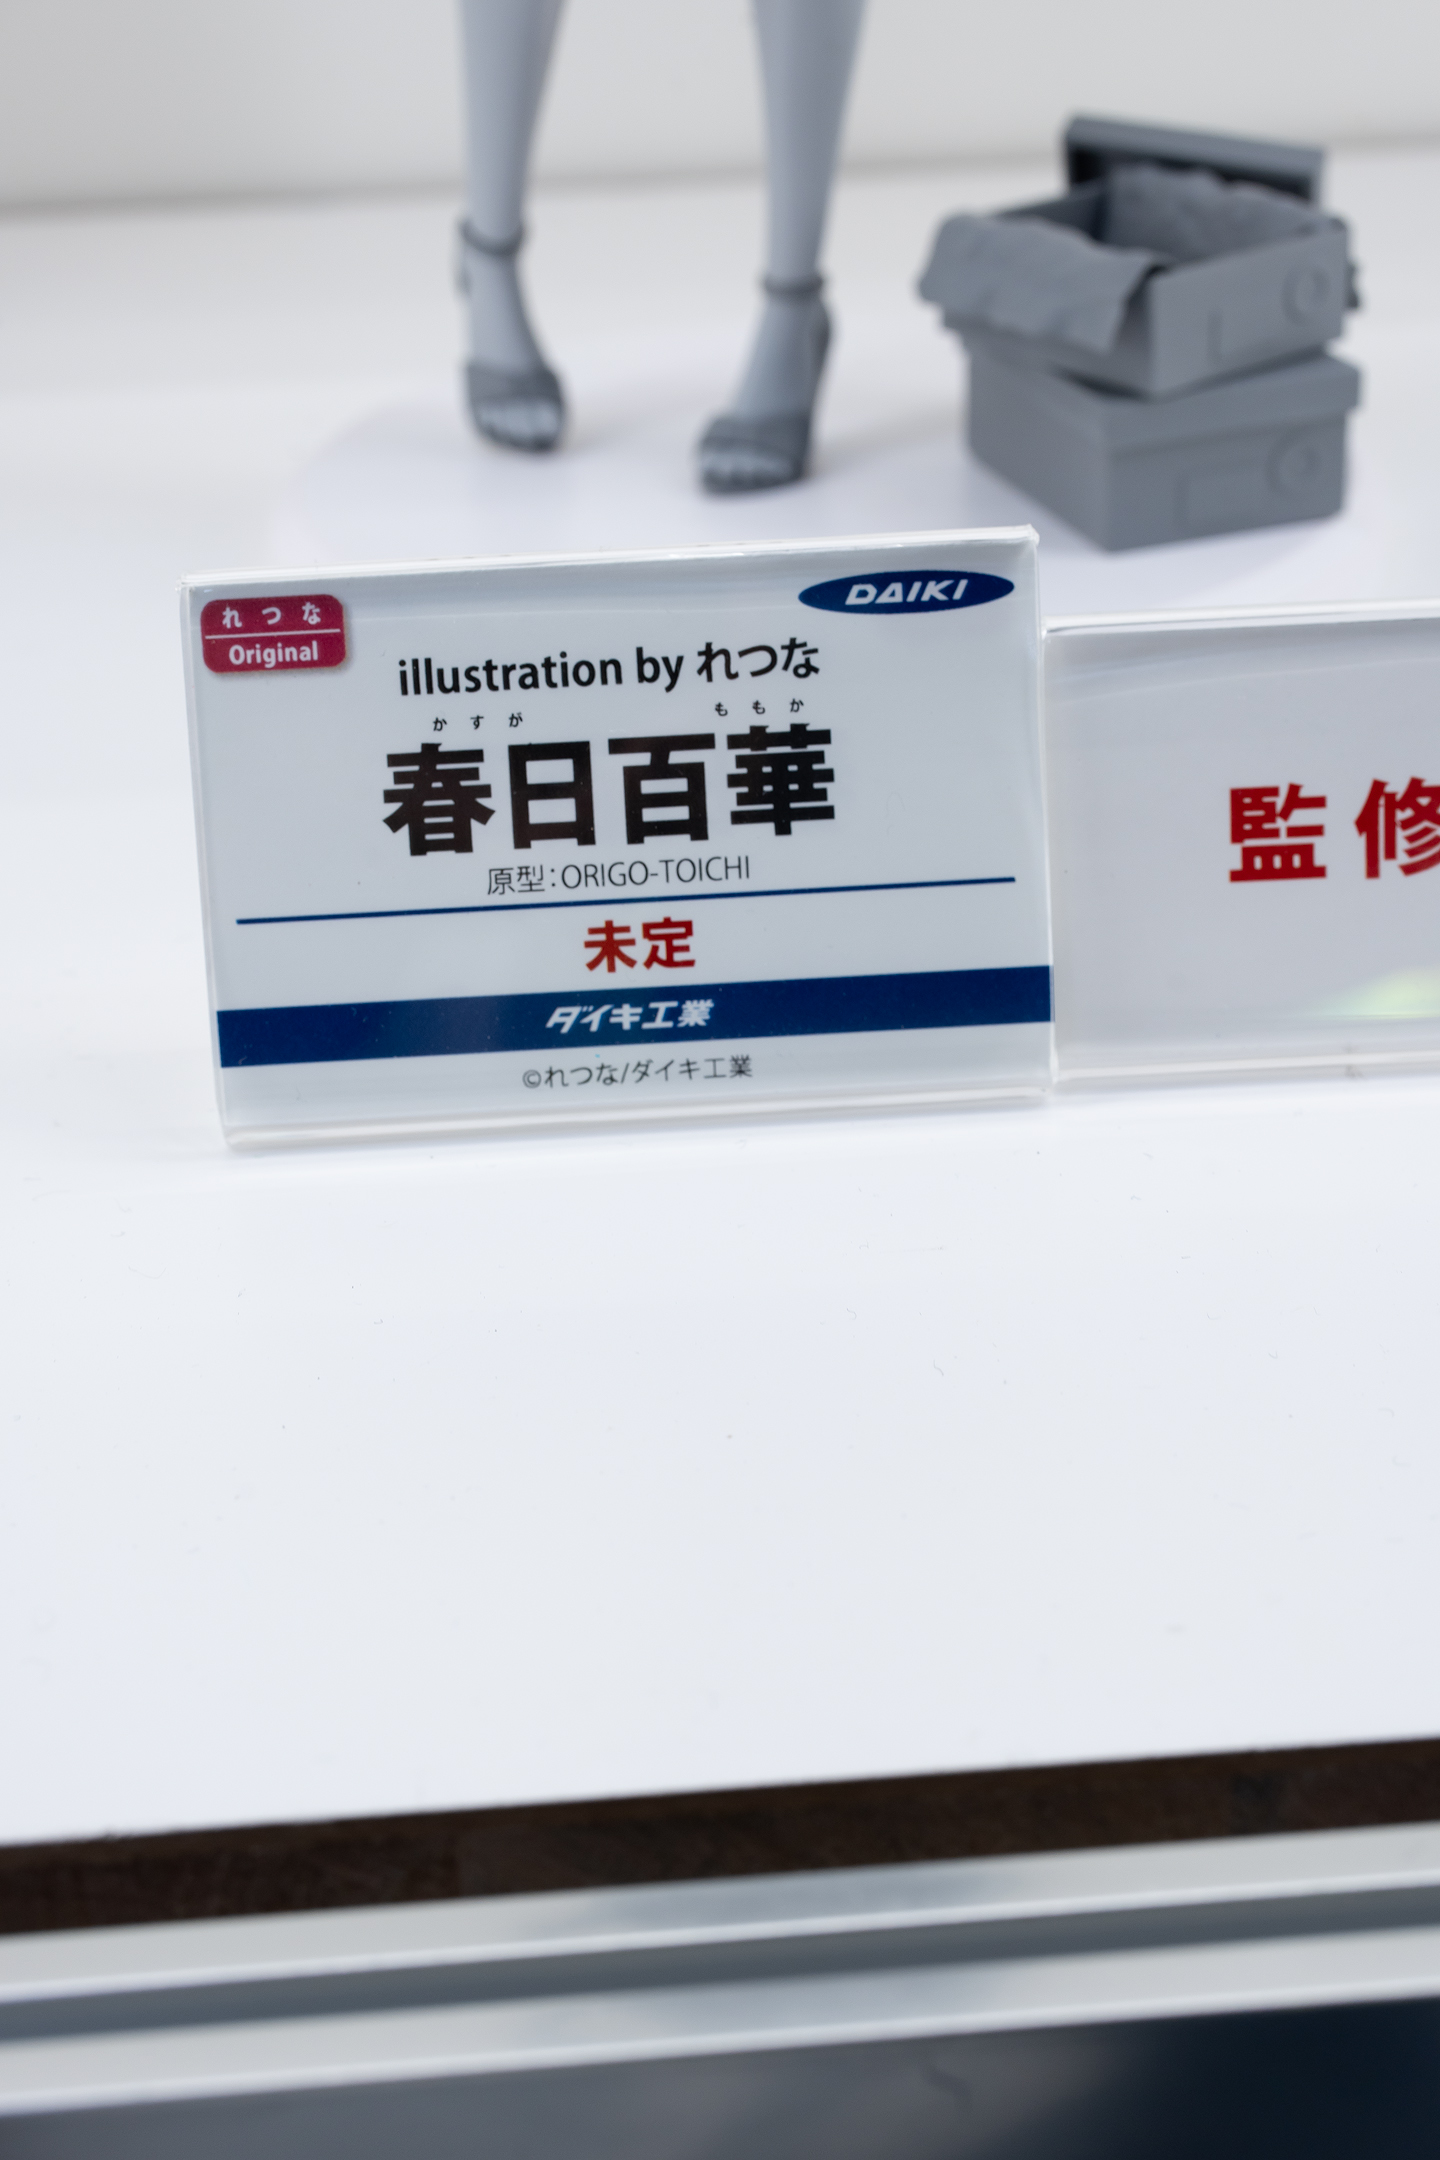 れつな
Original
DAIKI
illustration by れつな
かすが ももか
春日百華
原型:ORIGO-TOICHI
未定
ダイキ工業
©れつな/ダイキ工業
監修